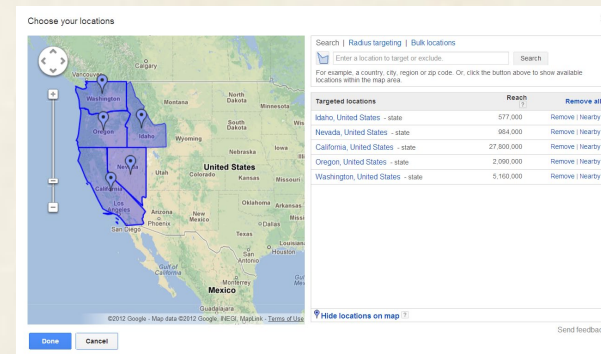 Choose your locations
Search | Radius targeting | Bulk locations
Enter a location to target or exclude.
Search
For example, a country, city, region or zip code. Or, click the button above to show available
locations within the map area.
Targeted locations
Reach
[?]
Remove all
Idaho, United States - state
577,000
Remove | Nearby
Nevada, United States - state
984,000
Remove | Nearby
California, United States - state
27,800,000
Remove | Nearby
Oregon, United States - state
2,090,000
Remove | Nearby
Washington, United States - state
5,160,000
Remove | Nearby
Calgary
Vancouver
Washington
Montana
North
Dakota
Minnesota
Oregon
Idaho
South
Dakota
Wis
Wyoming
Nebraska
Iowa
Nevada
Utah
United States
Colorado
Kansas
Missouri
California
Los
Angeles
San Diego
Arizona
Phoenix
New
Mexico
Oklahoma
Arkansas
Dallas
Texas
San
Antonio
Houston
Gulf of
California
Monterrey
Mexico
Guadalajara
©2012 Google - Map data ©2012 Google, INEGI, MapLink - Terms of Use
Hide locations on map [?]
Done
Cancel